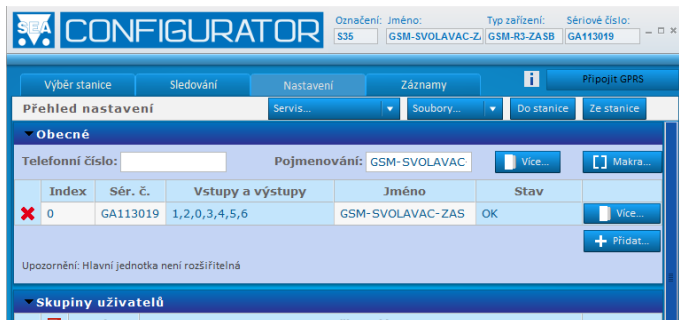 SEA CONFIGURATOR
Označení: Jméno: Typ zařízení: Sériové číslo:
S35 GSM-SVOLAVAC-Z GSM-R3-ZASB GA113019
Výběr stanice Sledování Nastavení Záznamy i Připojit GPRS
Přehled nastavení Servis... Soubory... Do stanice Ze stanice
Obecné
Telefonní číslo: Pojmenování: GSM-SVOLAVAC- Více... Makra...
Index Sér. č. Vstupy a výstupy Jméno Stav
0 GA113019 1,2,0,3,4,5,6 GSM-SVOLAVAC-ZAS OK Více...
Přidat...
Upozornění: Hlavní jednotka není rozšiřitelná
Skupiny uživatelů